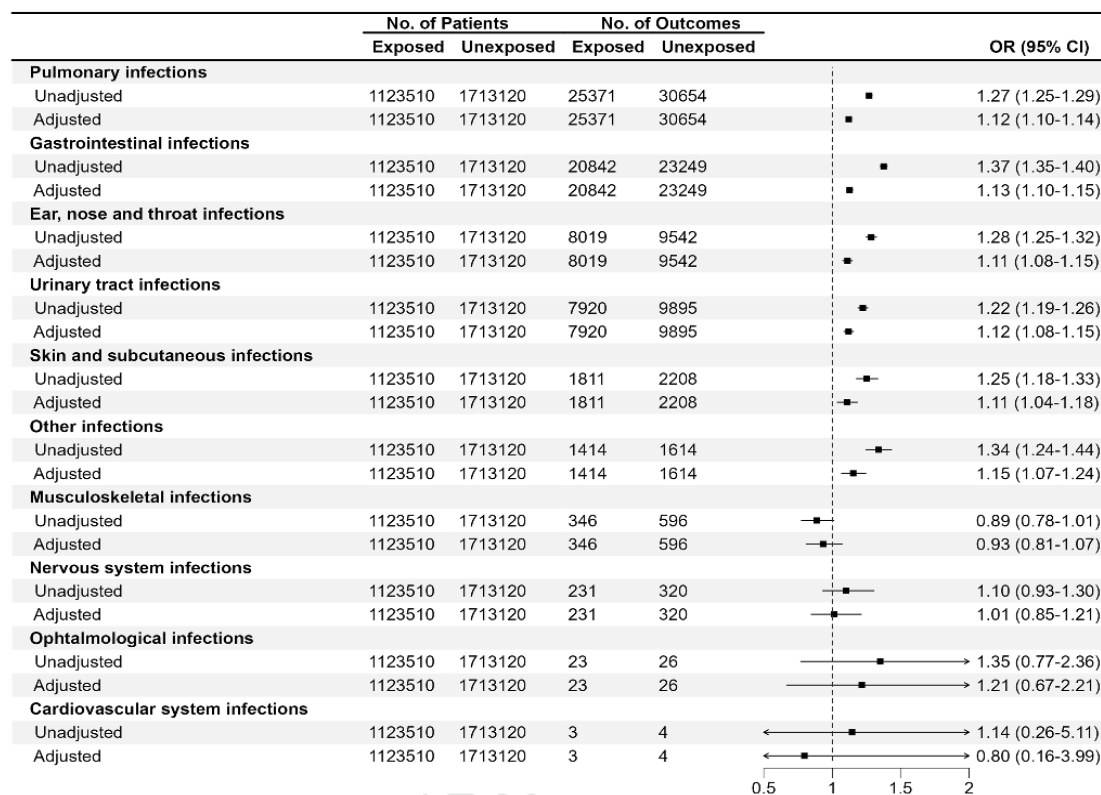 No. of Patients No. of Outcomes
Exposed Unexposed Exposed Unexposed OR (95% CI)
Pulmonary infections
Unadjusted 1123510 1713120 25371 30654 1.27 (1.25-1.29)
Adjusted 1123510 1713120 25371 30654 1.12 (1.10-1.14)
Gastrointestinal infections
Unadjusted 1123510 1713120 20842 23249 1.37 (1.35-1.40)
Adjusted 1123510 1713120 20842 23249 1.13 (1.10-1.15)
Ear, nose and throat infections
Unadjusted 1123510 1713120 8019 9542 1.28 (1.25-1.32)
Adjusted 1123510 1713120 8019 9542 1.11 (1.08-1.15)
Urinary tract infections
Unadjusted 1123510 1713120 7920 9895 1.22 (1.19-1.26)
Adjusted 1123510 1713120 7920 9895 1.12 (1.08-1.15)
Skin and subcutaneous infections
Unadjusted 1123510 1713120 1811 2208 1.25 (1.18-1.33)
Adjusted 1123510 1713120 1811 2208 1.11 (1.04-1.18)
Other infections
Unadjusted 1123510 1713120 1414 1614 1.34 (1.24-1.44)
Adjusted 1123510 1713120 1414 1614 1.15 (1.07-1.24)
Musculoskeletal infections
Unadjusted 1123510 1713120 346 596 0.89 (0.78-1.01)
Adjusted 1123510 1713120 346 596 0.93 (0.81-1.07)
Nervous system infections
Unadjusted 1123510 1713120 231 320 1.10 (0.93-1.30)
Adjusted 1123510 1713120 231 320 1.01 (0.85-1.21)
Ophtalmological infections
Unadjusted 1123510 1713120 23 26 1.35 (0.77-2.36)
Adjusted 1123510 1713120 23 26 1.21 (0.67-2.21)
Cardiovascular system infections
Unadjusted 1123510 1713120 3 4 1.14 (0.26-5.11)
Adjusted 1123510 1713120 3 4 0.80 (0.16-3.99)
0.5 1 1.5 2